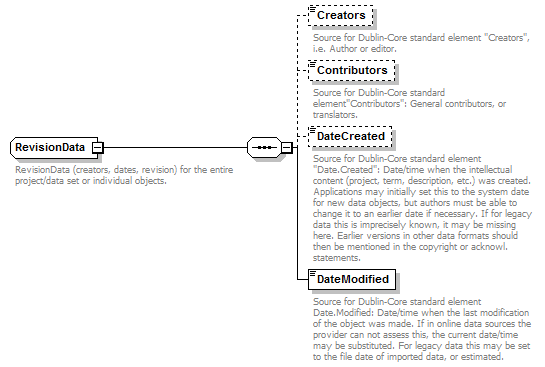 Creators
Source for Dublin-Core standard element "Creators",
i.e. Author or editor.
Contributors
Source for Dublin-Core standard
element"Contributors": General contributors, or
translators.
DateCreated
Source for Dublin-Core standard element
"Date.Created": Date/time when the intellectual
content (project, term, description, etc.) was created.
Applications may initially set this to the system date
for new data objects, but authors must be able to
change it to an earlier date if necessary. If for legacy
data this is imprecisely known, it may be missing
here. Earlier versions in other data formats should
then be mentioned in the copyright or acknowl.
statements.
RevisionData
RevisionData (creators, dates, revision) for the entire
project/data set or individual objects.
DateModified
Source for Dublin-Core standard element
Date.Modified: Date/time when the last modification
of the object was made. If in online data sources the
provider can not assess this, the current date/time
may be substituted. For legacy data this may be set
to the file date of imported data, or estimated.